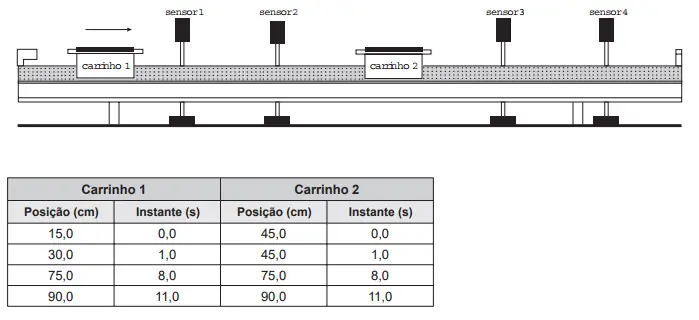 sensor1 sensor2 sensor3 sensor4
carrinho 1 carrinho 2
Carrinho 1 Carrinho 2
Posição (cm) Instante (s) Posição (cm) Instante (s)
15,0 0,0 45,0 0,0
30,0 1,0 45,0 1,0
75,0 8,0 75,0 8,0
90,0 11,0 90,0 11,0